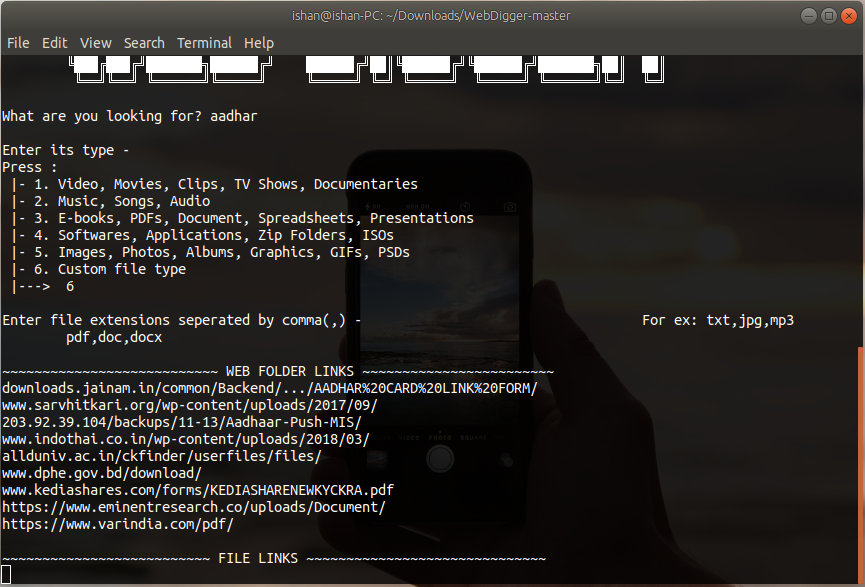 ishan@ishan-PC: ~/Downloads/WebDigger-master
File Edit View Search Terminal Help
What are you looking for? aadhar
Enter its type -
Press :
|- 1. Video, Movies, Clips, TV Shows, Documentaries
|- 2. Music, Songs, Audio
|- 3. E-books, PDFs, Document, Spreadsheets, Presentations
|- 4. Softwares, Applications, Zip Folders, ISOs
|- 5. Images, Photos, Albums, Graphics, GIFs, PSDs
|- 6. Custom file type
|---> 6
Enter file extensions seperated by comma(,) - For ex: txt,jpg,mp3
pdf,doc,docx
~~~~~~~~~~~~~~~~~~~~~~~~~~~ WEB FOLDER LINKS ~~~~~~~~~~~~~~~~~~~~~~~~
downloads.jainam.in/common/Backend/.../AADHAR%20CARD%20LINK%20FORM/
www.sarvhitkari.org/wp-content/uploads/2017/09/
203.92.39.104/backups/11-13/Aadhaar-Push-MIS/
www.indothai.co.in/wp-content/uploads/2018/03/
allduniv.ac.in/ckfinder/userfiles/files/
www.dphe.gov.bd/download/
www.kediashares.com/forms/KEDIASHARENEWKYCKRA.pdf
https://www.eminentresearch.co/uploads/Document/
https://www.varindia.com/pdf/
~~~~~~~~~~~~~~~~~~~~~~~~~~ FILE LINKS ~~~~~~~~~~~~~~~~~~~~~~~~~~~~~~